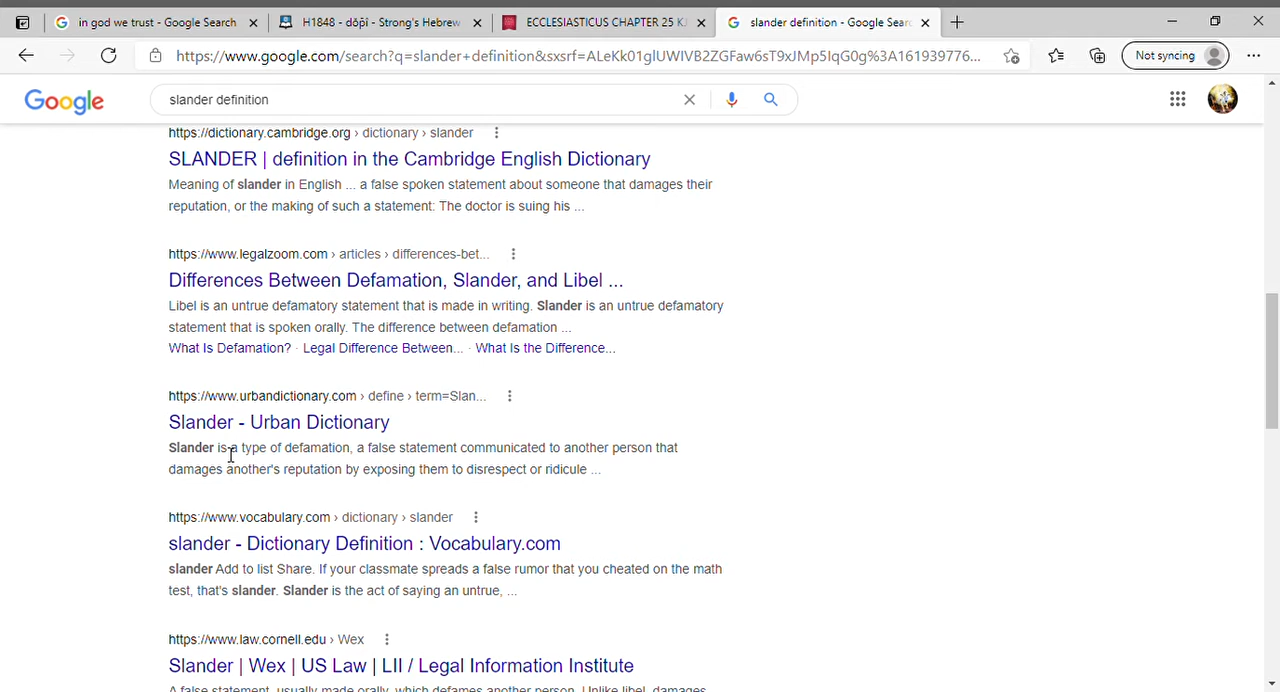 in god we trust - Google Search
H1848 - dŏpî - Strong's Hebrew
ECCLESIASTICUS CHAPTER 25 K
slander definition - Google Sear
https://www.google.com/search?q=slander+definition&sxsrf=ALeKk01glUWIVB2ZGFaw6sT9xJMp5IqG0g%3A161939776...
Not syncing
Google
slander definition
https://dictionary.cambridge.org › dictionary › slander
SLANDER | definition in the Cambridge English Dictionary
Meaning of slander in English ... a false spoken statement about someone that damages their
reputation, or the making of such a statement: The doctor is suing his ...
https://www.legalzoom.com › articles › differences-bet...
Differences Between Defamation, Slander, and Libel ...
Libel is an untrue defamatory statement that is made in writing. Slander is an untrue defamatory
statement that is spoken orally. The difference between defamation ...
What Is Defamation? · Legal Difference Between... · What Is the Difference...
https://www.urbandictionary.com › define › term=Slan...
Slander - Urban Dictionary
Slander is a type of defamation, a false statement communicated to another person that
damages another's reputation by exposing them to disrespect or ridicule ...
https://www.vocabulary.com › dictionary › slander
slander - Dictionary Definition : Vocabulary.com
slander Add to list Share. If your classmate spreads a false rumor that you cheated on the math
test, that's slander. Slander is the act of saying an untrue, ...
https://www.law.cornell.edu › Wex
Slander | Wex | US Law | LII / Legal Information Institute
A false statement, usually made orally, which defames another person. Unlike libel, damages